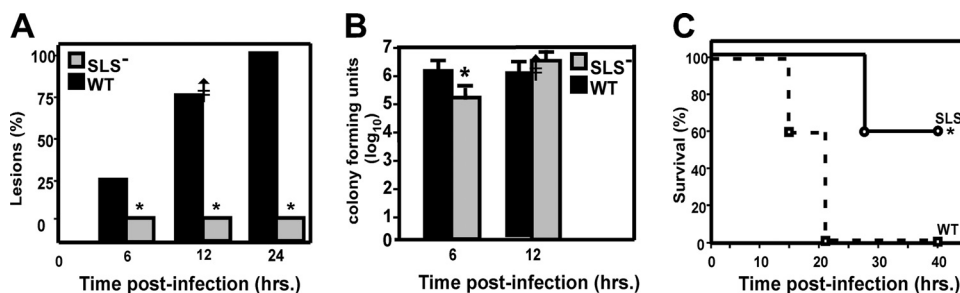 A
Lesions (%)
100
75
50
25
0
SLS-
WT
‡
*
*
*
0
6
12
24
Time post-infection (hrs.)
B
colony forming units
(log10)
7
6
5
4
3
2
1
0
*
‡
SLS-
WT
6
12
Time post-infection (hrs.)
C
Survival (%)
100
80
60
40
20
0
SLS-
*
WT
0
10
20
30
40
Time post-infection (hrs.)